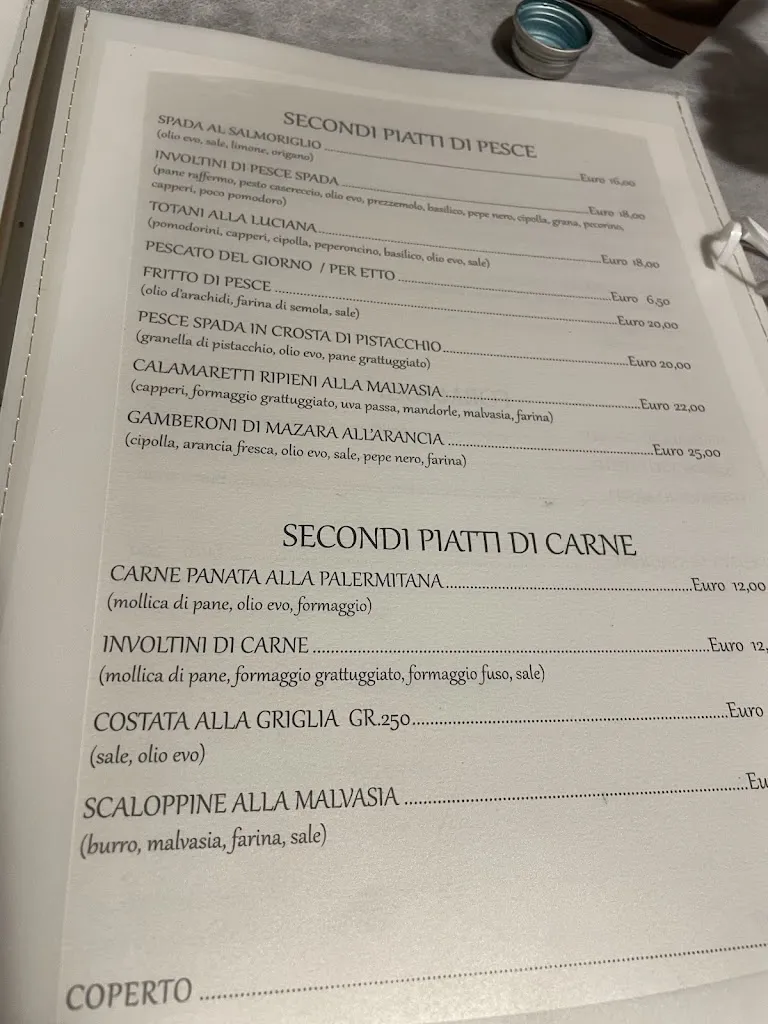 SECONDI PIATTI DI PESCE
SPADA AL SALMORIGLIO ........ Euro 16,00
(olio evo, sale, limone, origano)
INVOLTINI DI PESCE SPADA ........ Euro 18,00
(pane raffermo, pesto casereccio, olio evo, prezzemolo, basilico, pepe nero, cipolla, grana, pecorino,
capperi, poco pomodoro)
TOTANI ALLA LUCIANA ........ Euro 18,00
(pomodorini, capperi, cipolla, peperoncino, basilico, olio evo, sale)
PESCATO DEL GIORNO / PER ETTO ........ Euro 6,50
FRITTO DI PESCE ........ Euro 20,00
(olio d'arachidi, farina di semola, sale)
PESCE SPADA IN CROSTA DI PISTACCHIO ........ Euro 20,00
(granella di pistacchio, olio evo, pane grattuggiato)
CALAMARETTI RIPIENI ALLA MALVASIA ........ Euro 22,00
(capperi, formaggio grattuggiato, uva passa, mandorle, malvasia, farina)
GAMBERONI DI MAZARA ALL'ARANCIA ........ Euro 25,00
(cipolla, arancia fresca, olio evo, sale, pepe nero, farina)
SECONDI PIATTI DI CARNE
CARNE PANATA ALLA PALERMITANA ........ Euro 12,00
(mollica di pane, olio evo, formaggio)
INVOLTINI DI CARNE ........ Euro 12,
(mollica di pane, formaggio grattuggiato, formaggio fuso, sale)
COSTATA ALLA GRIGLIA GR.250 ........ Euro
(sale, olio evo)
SCALOPPINE ALLA MALVASIA ........ Eu
(burro, malvasia, farina, sale)
COPERTO ........